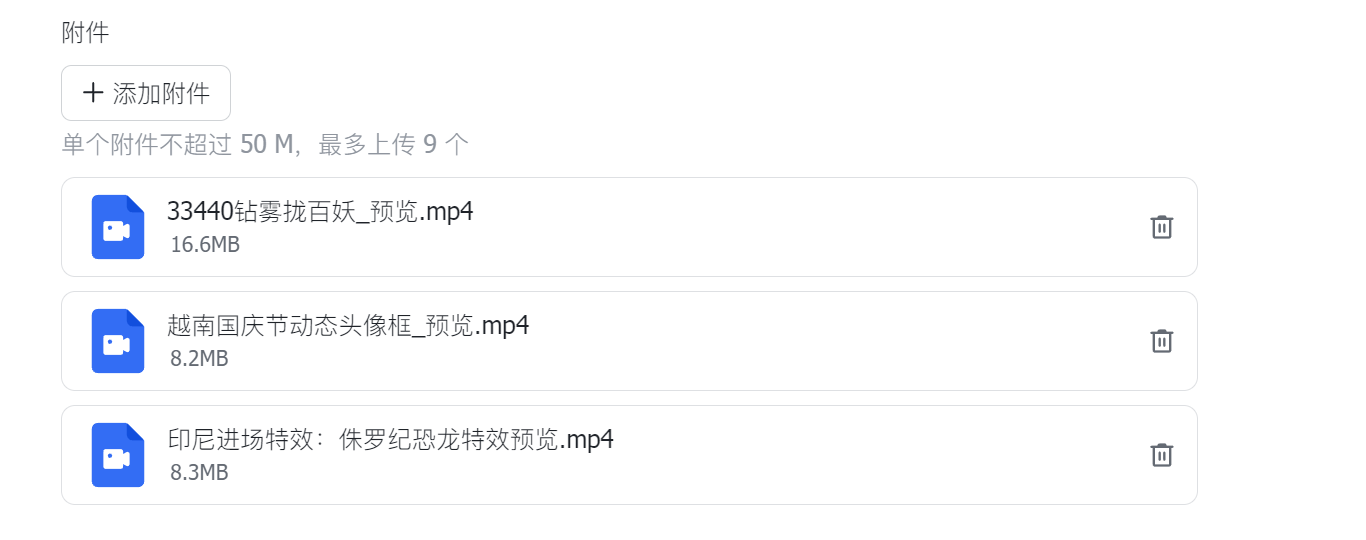 附件
添加附件
单个附件不超过 50 M，最多上传 9 个
33440钻雾拢百妖_预览.mp4
16.6MB
越南国庆节动态头像框_预览.mp4
8.2MB
印尼进场特效：侏罗纪恐龙特效预览.mp4
8.3MB